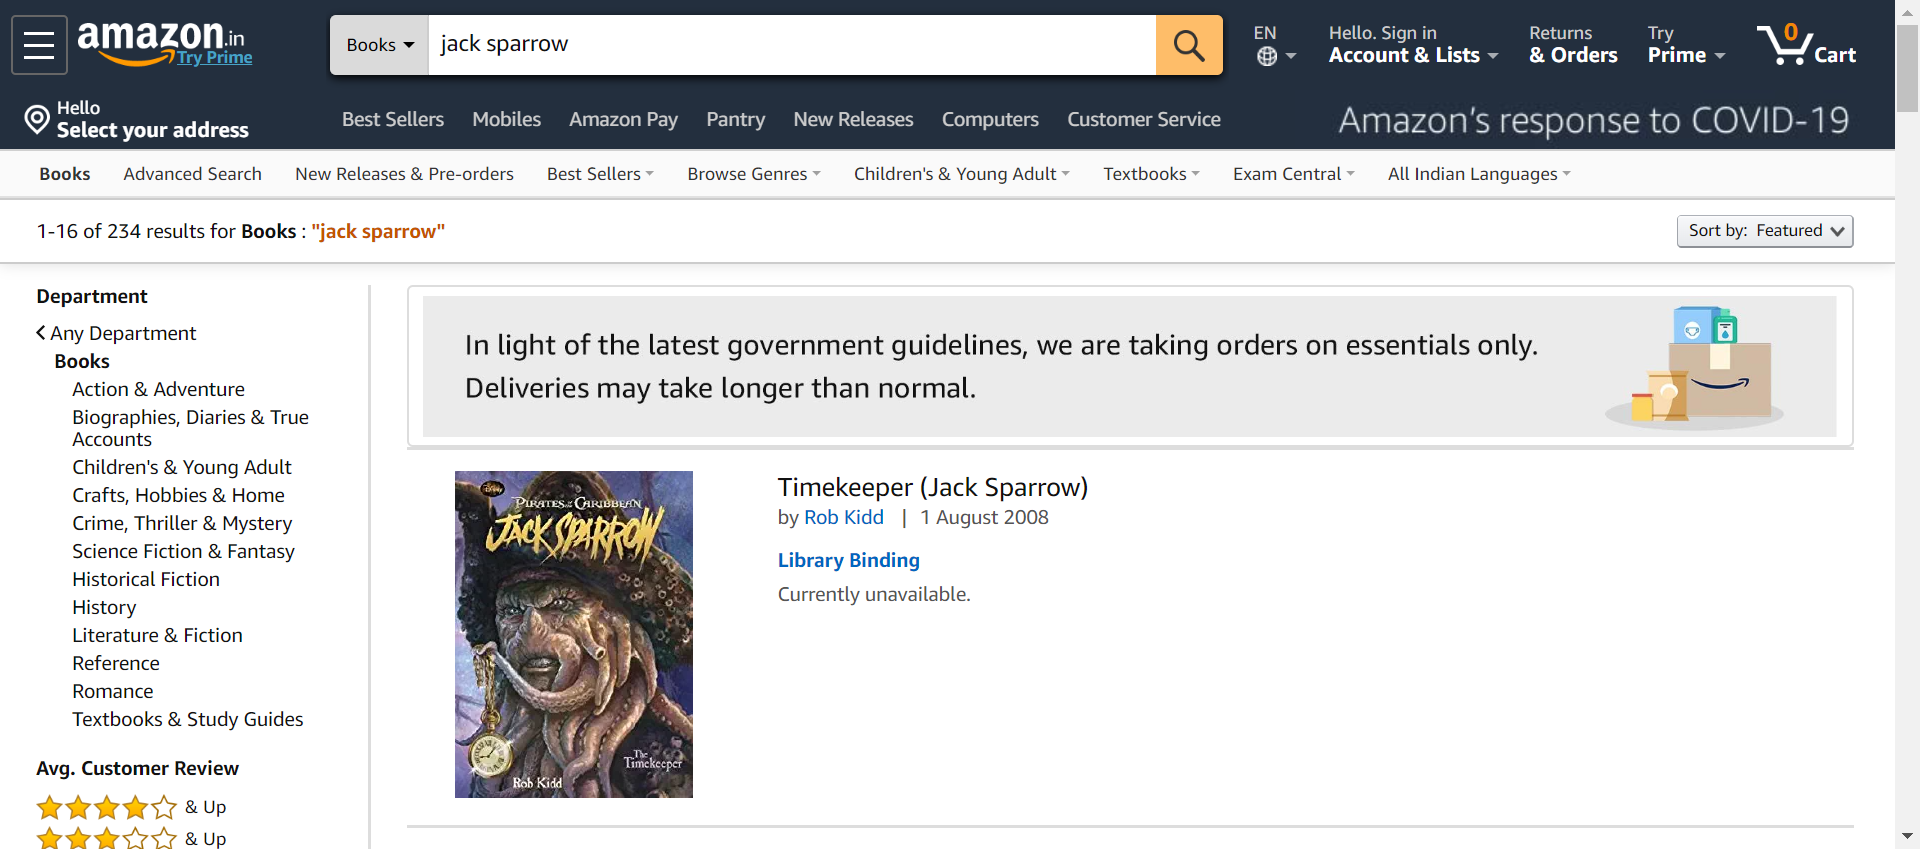 amazon.in
Try Prime
Books
jack sparrow
EN
Hello. Sign in
Account & Lists
Returns
& Orders
Try
Prime
0
Cart
Hello
Select your address
Best Sellers
Mobiles
Amazon Pay
Pantry
New Releases
Computers
Customer Service
Amazon's response to COVID-19
Books
Advanced Search
New Releases & Pre-orders
Best Sellers
Browse Genres
Children's & Young Adult
Textbooks
Exam Central
All Indian Languages
1-16 of 234 results for Books : "jack sparrow"
Sort by: Featured
Department
Any Department
Books
Action & Adventure
Biographies, Diaries & True
Accounts
Children's & Young Adult
Crafts, Hobbies & Home
Crime, Thriller & Mystery
Science Fiction & Fantasy
Historical Fiction
History
Literature & Fiction
Reference
Romance
Textbooks & Study Guides
Avg. Customer Review
& Up
& Up
In light of the latest government guidelines, we are taking orders on essentials only.
Deliveries may take longer than normal.
Disney
PIRATES of the CARIBBEAN
JACK SPARROW
The
Timekeeper
Rob Kidd
Timekeeper (Jack Sparrow)
by Rob Kidd | 1 August 2008
Library Binding
Currently unavailable.